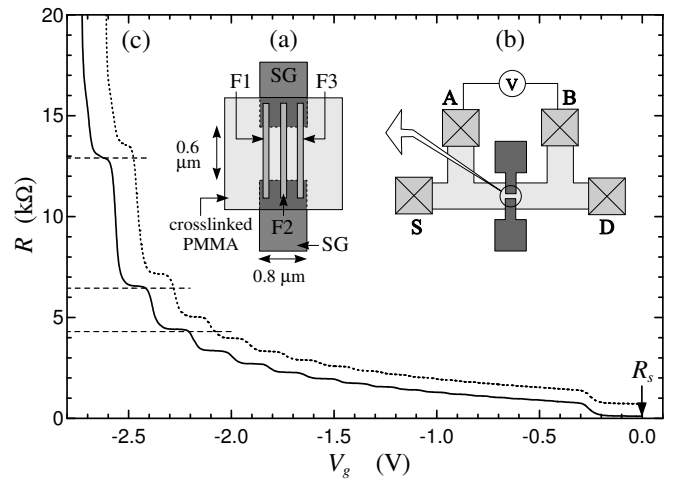 20
15
10
5
0
R (kΩ)
(c)
(a)
(b)
SG
F1
F3
0.6
μm
crosslinked
PMMA
F2
SG
0.8 μm
V
A
B
S
D
R_s
-2.5
-2.0
-1.5
-1.0
-0.5
0.0
V_g (V)